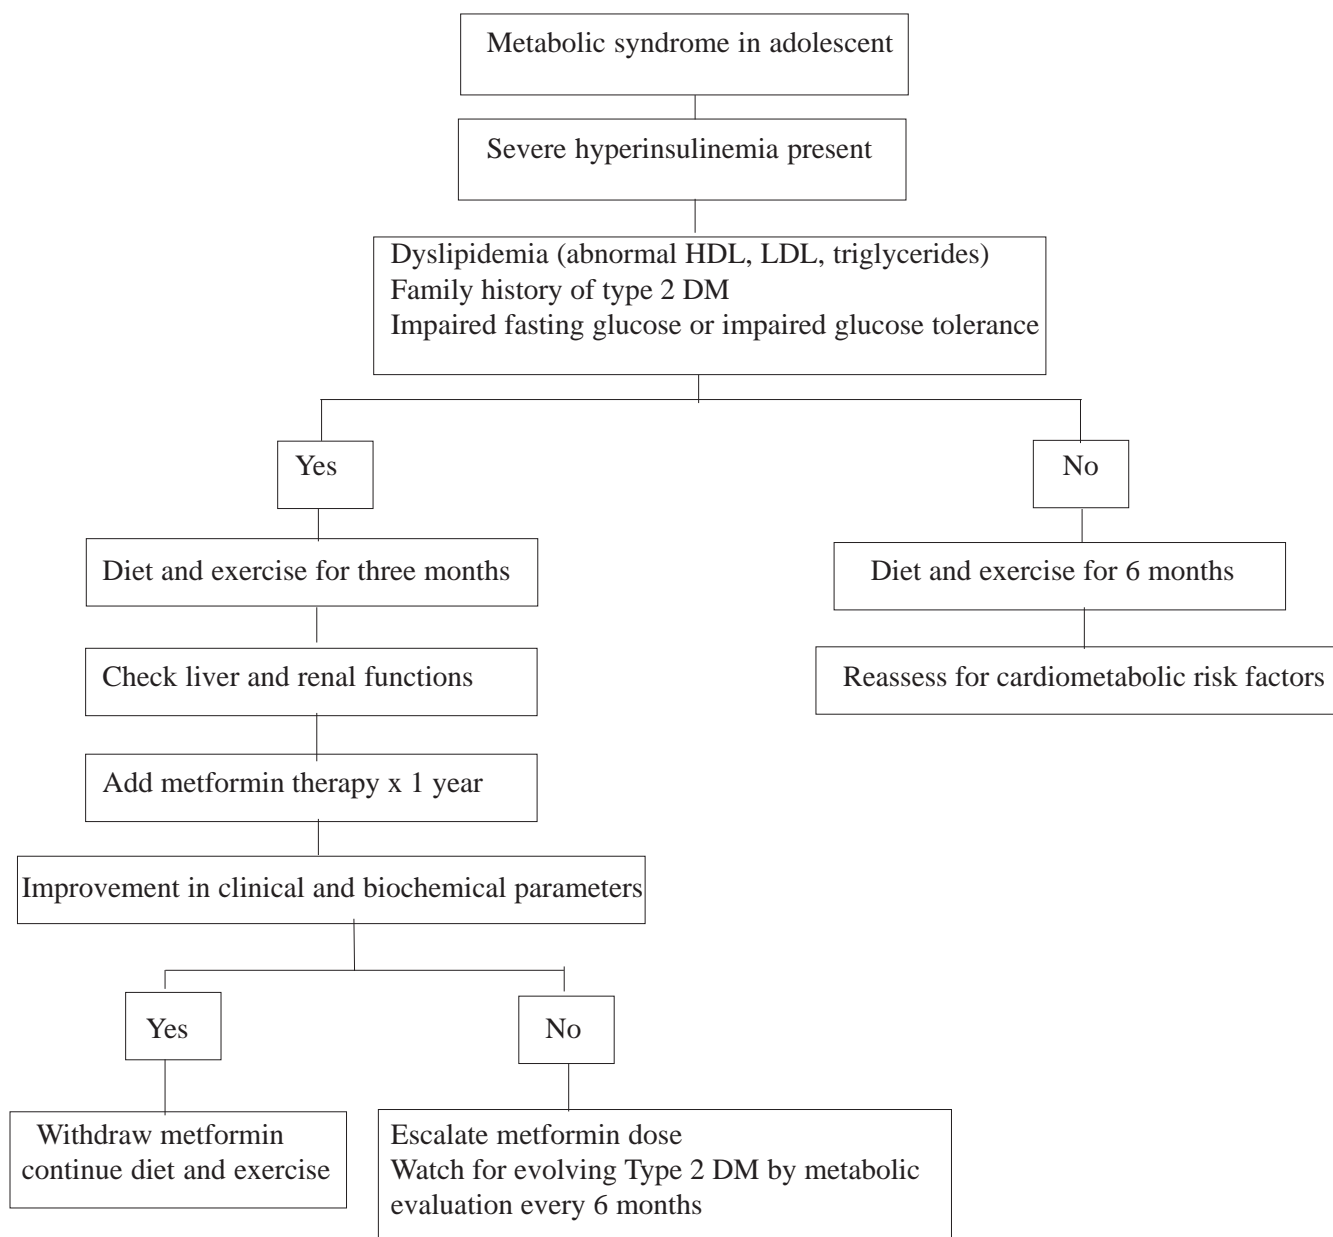 Metabolic syndrome in adolescent
Severe hyperinsulinemia present
Dyslipidemia (abnormal HDL, LDL, triglycerides)
Family history of type 2 DM
Impaired fasting glucose or impaired glucose tolerance
Yes
No
Diet and exercise for three months
Diet and exercise for 6 months
Check liver and renal functions
Reassess for cardiometabolic risk factors
Add metformin therapy x 1 year
Improvement in clinical and biochemical parameters
Yes
No
Withdraw metformin
continue diet and exercise
Escalate metformin dose
Watch for evolving Type 2 DM by metabolic
evaluation every 6 months